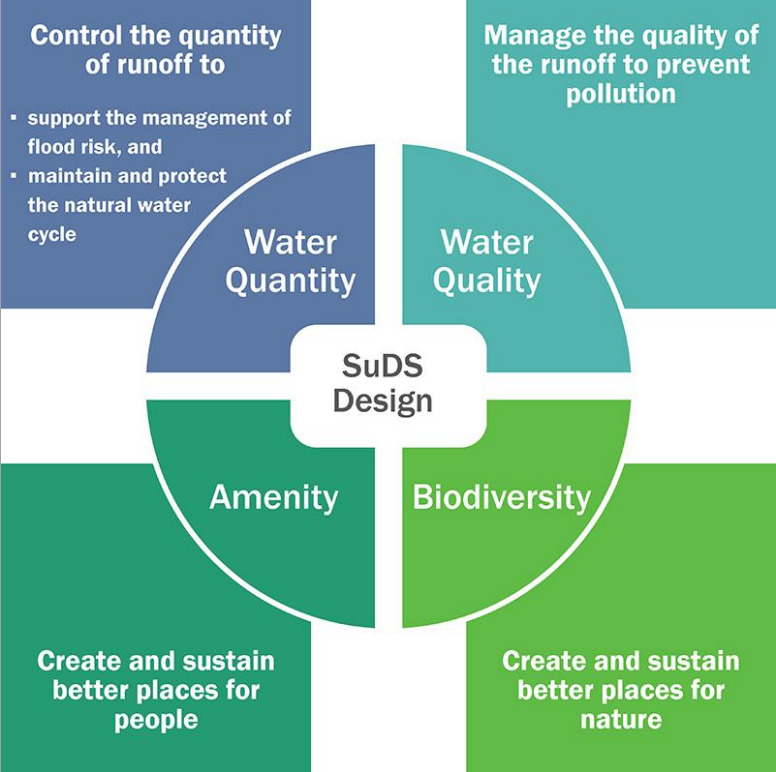 Control the quantity
of runoff to
▪ support the management of
flood risk, and
▪ maintain and protect
the natural water
cycle
Manage the quality of
the runoff to prevent
pollution
Water
Quantity
Water
Quality
SuDS
Design
Amenity
Biodiversity
Create and sustain
better places for
people
Create and sustain
better places for
nature